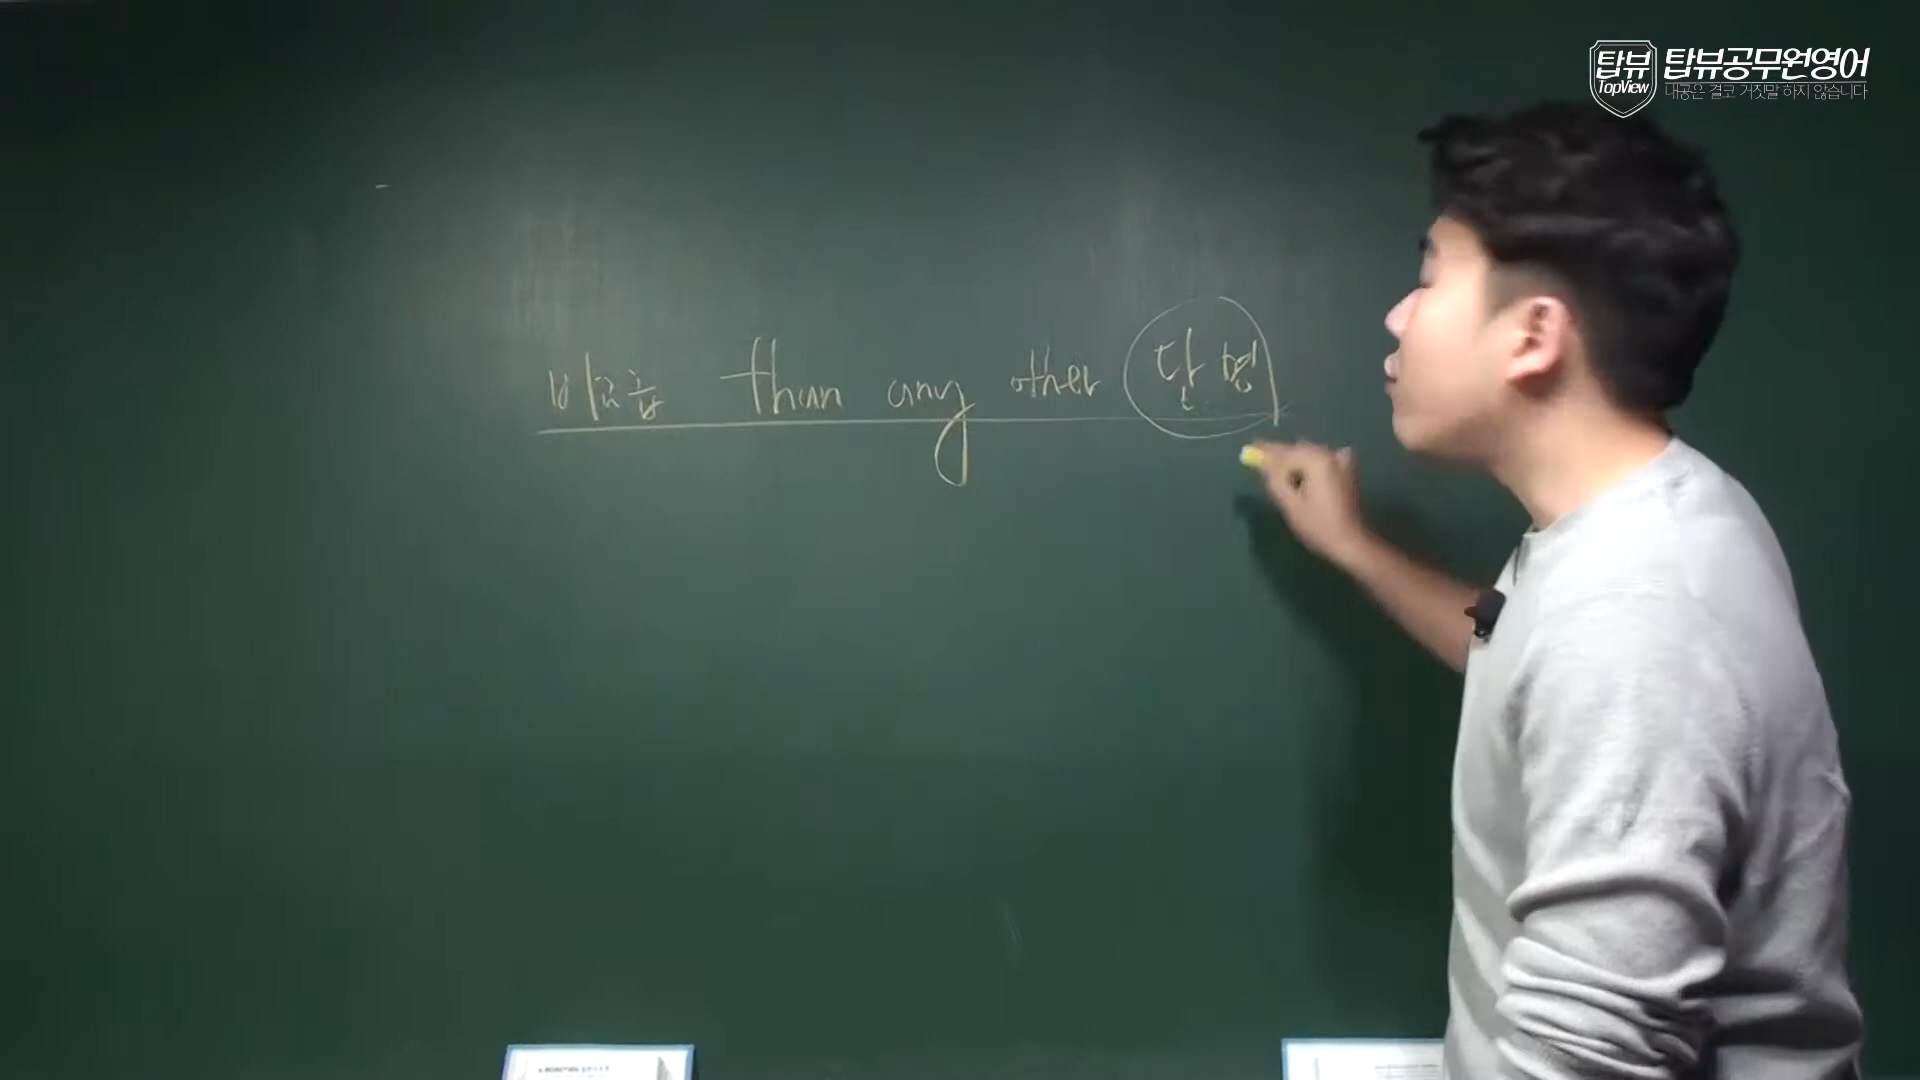 탑뷰
TopView
탑뷰공무원영어
내공은 결코 거짓말 하지 않습니다
비교급 than any other 단명